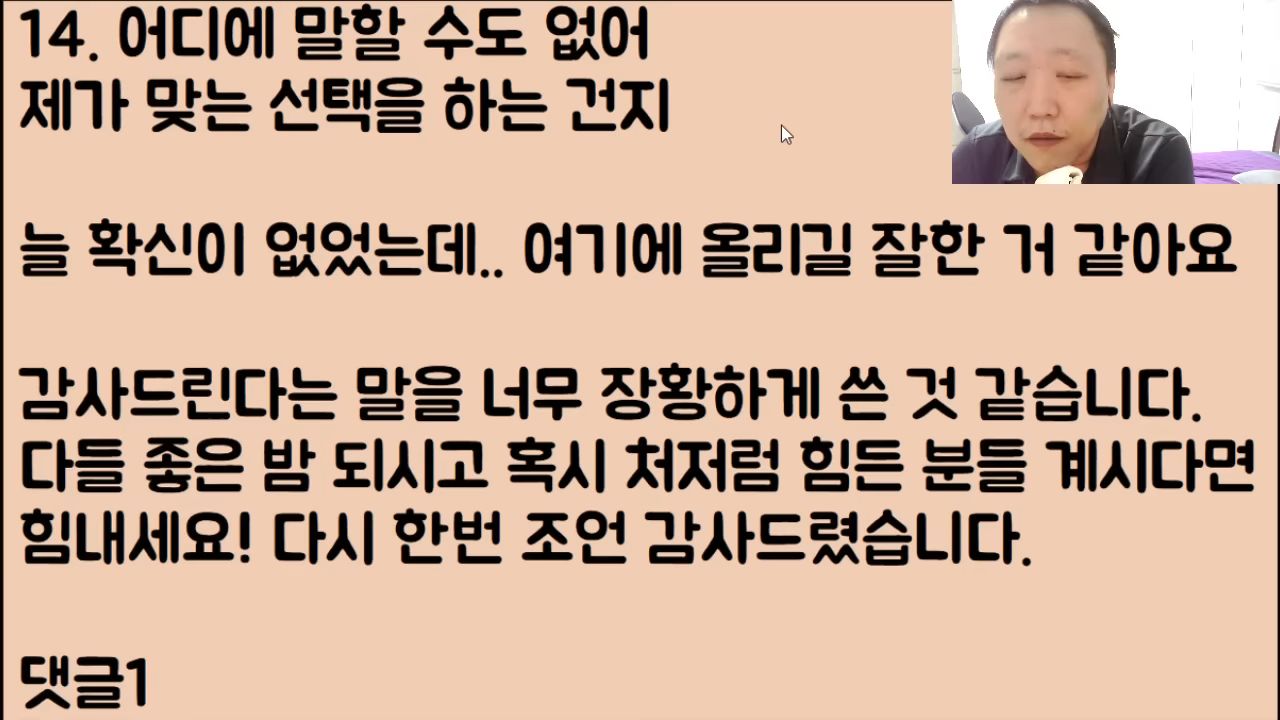 14. 어디에 말할 수도 없어
제가 맞는 선택을 하는 건지
늘 확신이 없었는데.. 여기에 올리길 잘한 거 같아요
감사드린다는 말을 너무 장황하게 쓴 것 같습니다.
다들 좋은 밤 되시고 혹시 처저럼 힘든 분들 계시다면
힘내세요! 다시 한번 조언 감사드렸습니다.
댓글1